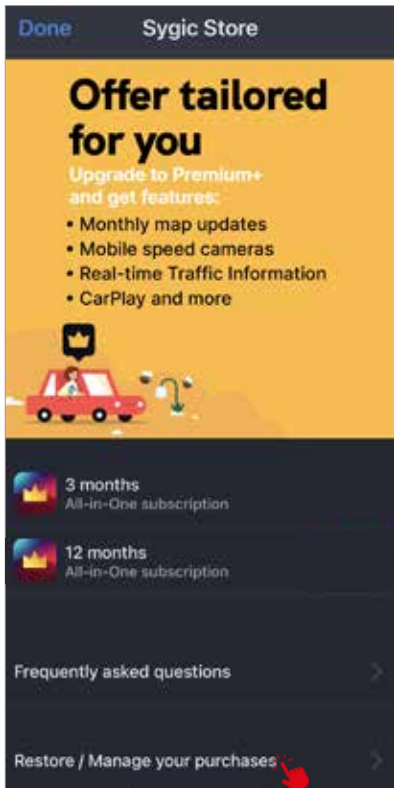 Done
Sygic Store
Offer tailored
for you
Upgrade to Premium+
and get features:
• Monthly map updates
• Mobile speed cameras
• Real-time Traffic Information
• CarPlay and more
3 months
All-in-One subscription
12 months
All-in-One subscription
Frequently asked questions
Restore / Manage your purchases